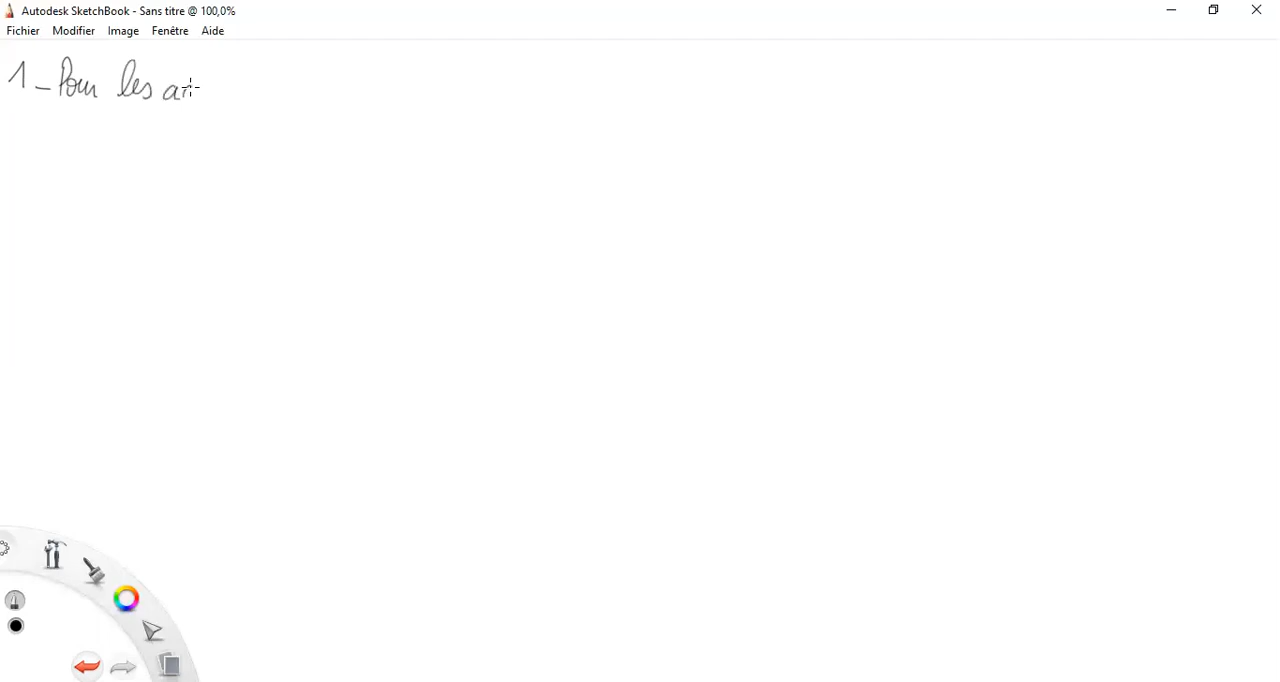 Autodesk SketchBook - Sans titre @ 100,0%
Fichier Modifier Image Fenêtre Aide
1 - Pour les